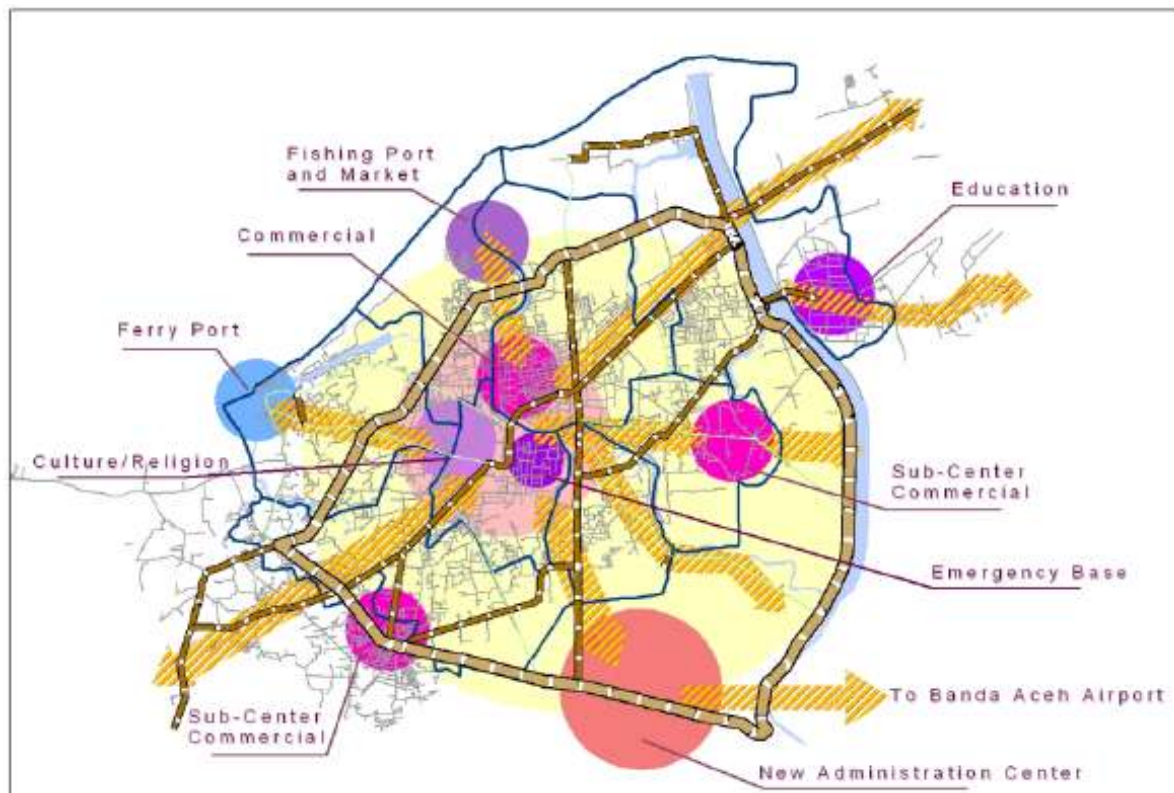 Fishing Port
and Market
Education
Commercial
Ferry Port
Culture/Religion
Sub-Center
Commercial
Emergency Base
To Banda Aceh Airport
Sub-Center
Commercial
New Administration Center